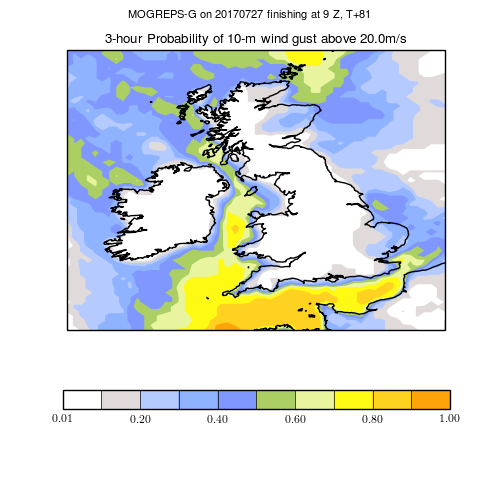 MOGREPS-G on 20170727 finishing at 9 Z, T+81
3-hour Probability of 10-m wind gust above 20.0m/s
0.01 0.20 0.40 0.60 0.80 1.00